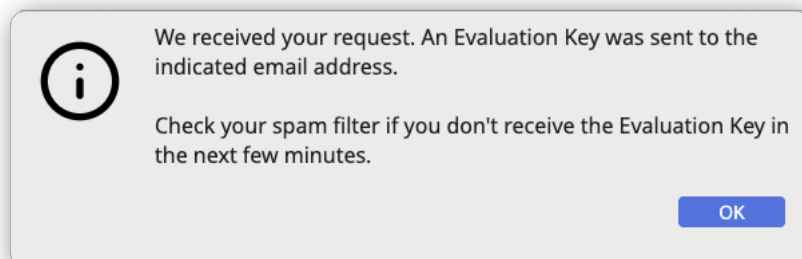 We received your request. An Evaluation Key was sent to the
indicated email address.
Check your spam filter if you don't receive the Evaluation Key in
the next few minutes.
OK